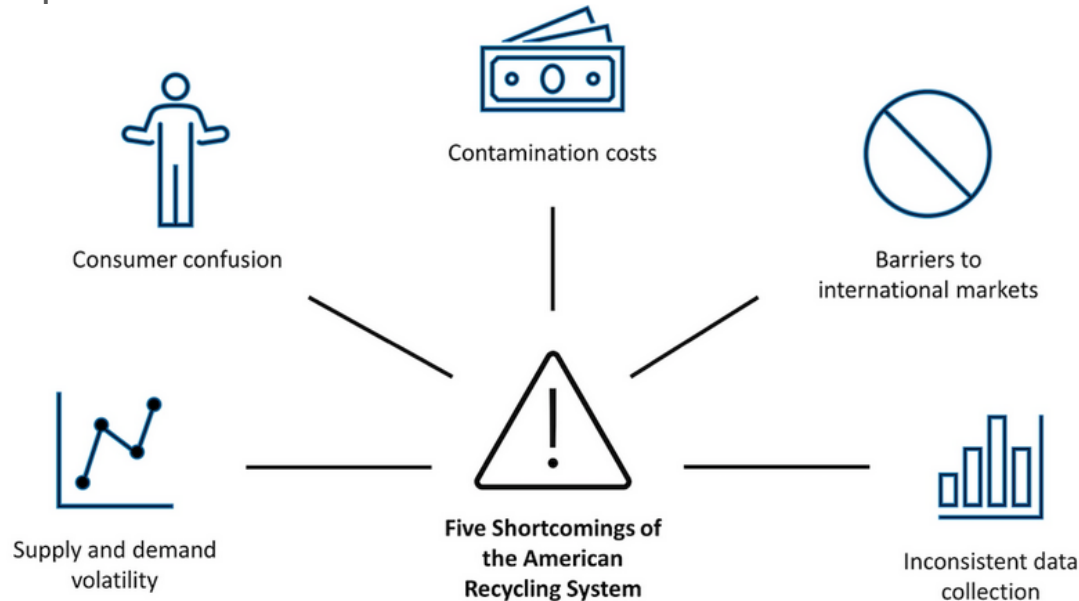 Contamination costs
Consumer confusion
Barriers to
international markets
Supply and demand
volatility
Five Shortcomings of
the American
Recycling System
Inconsistent data
collection